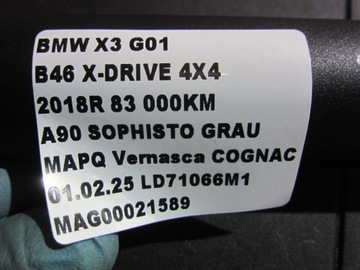 BMW X3 G01
B46 X-DRIVE 4X4
2018R 83 000KM
A90 SOPHISTO GRAU
MAPQ Vernasca COGNAC
01.02.25 LD71066M1
MAG00021589